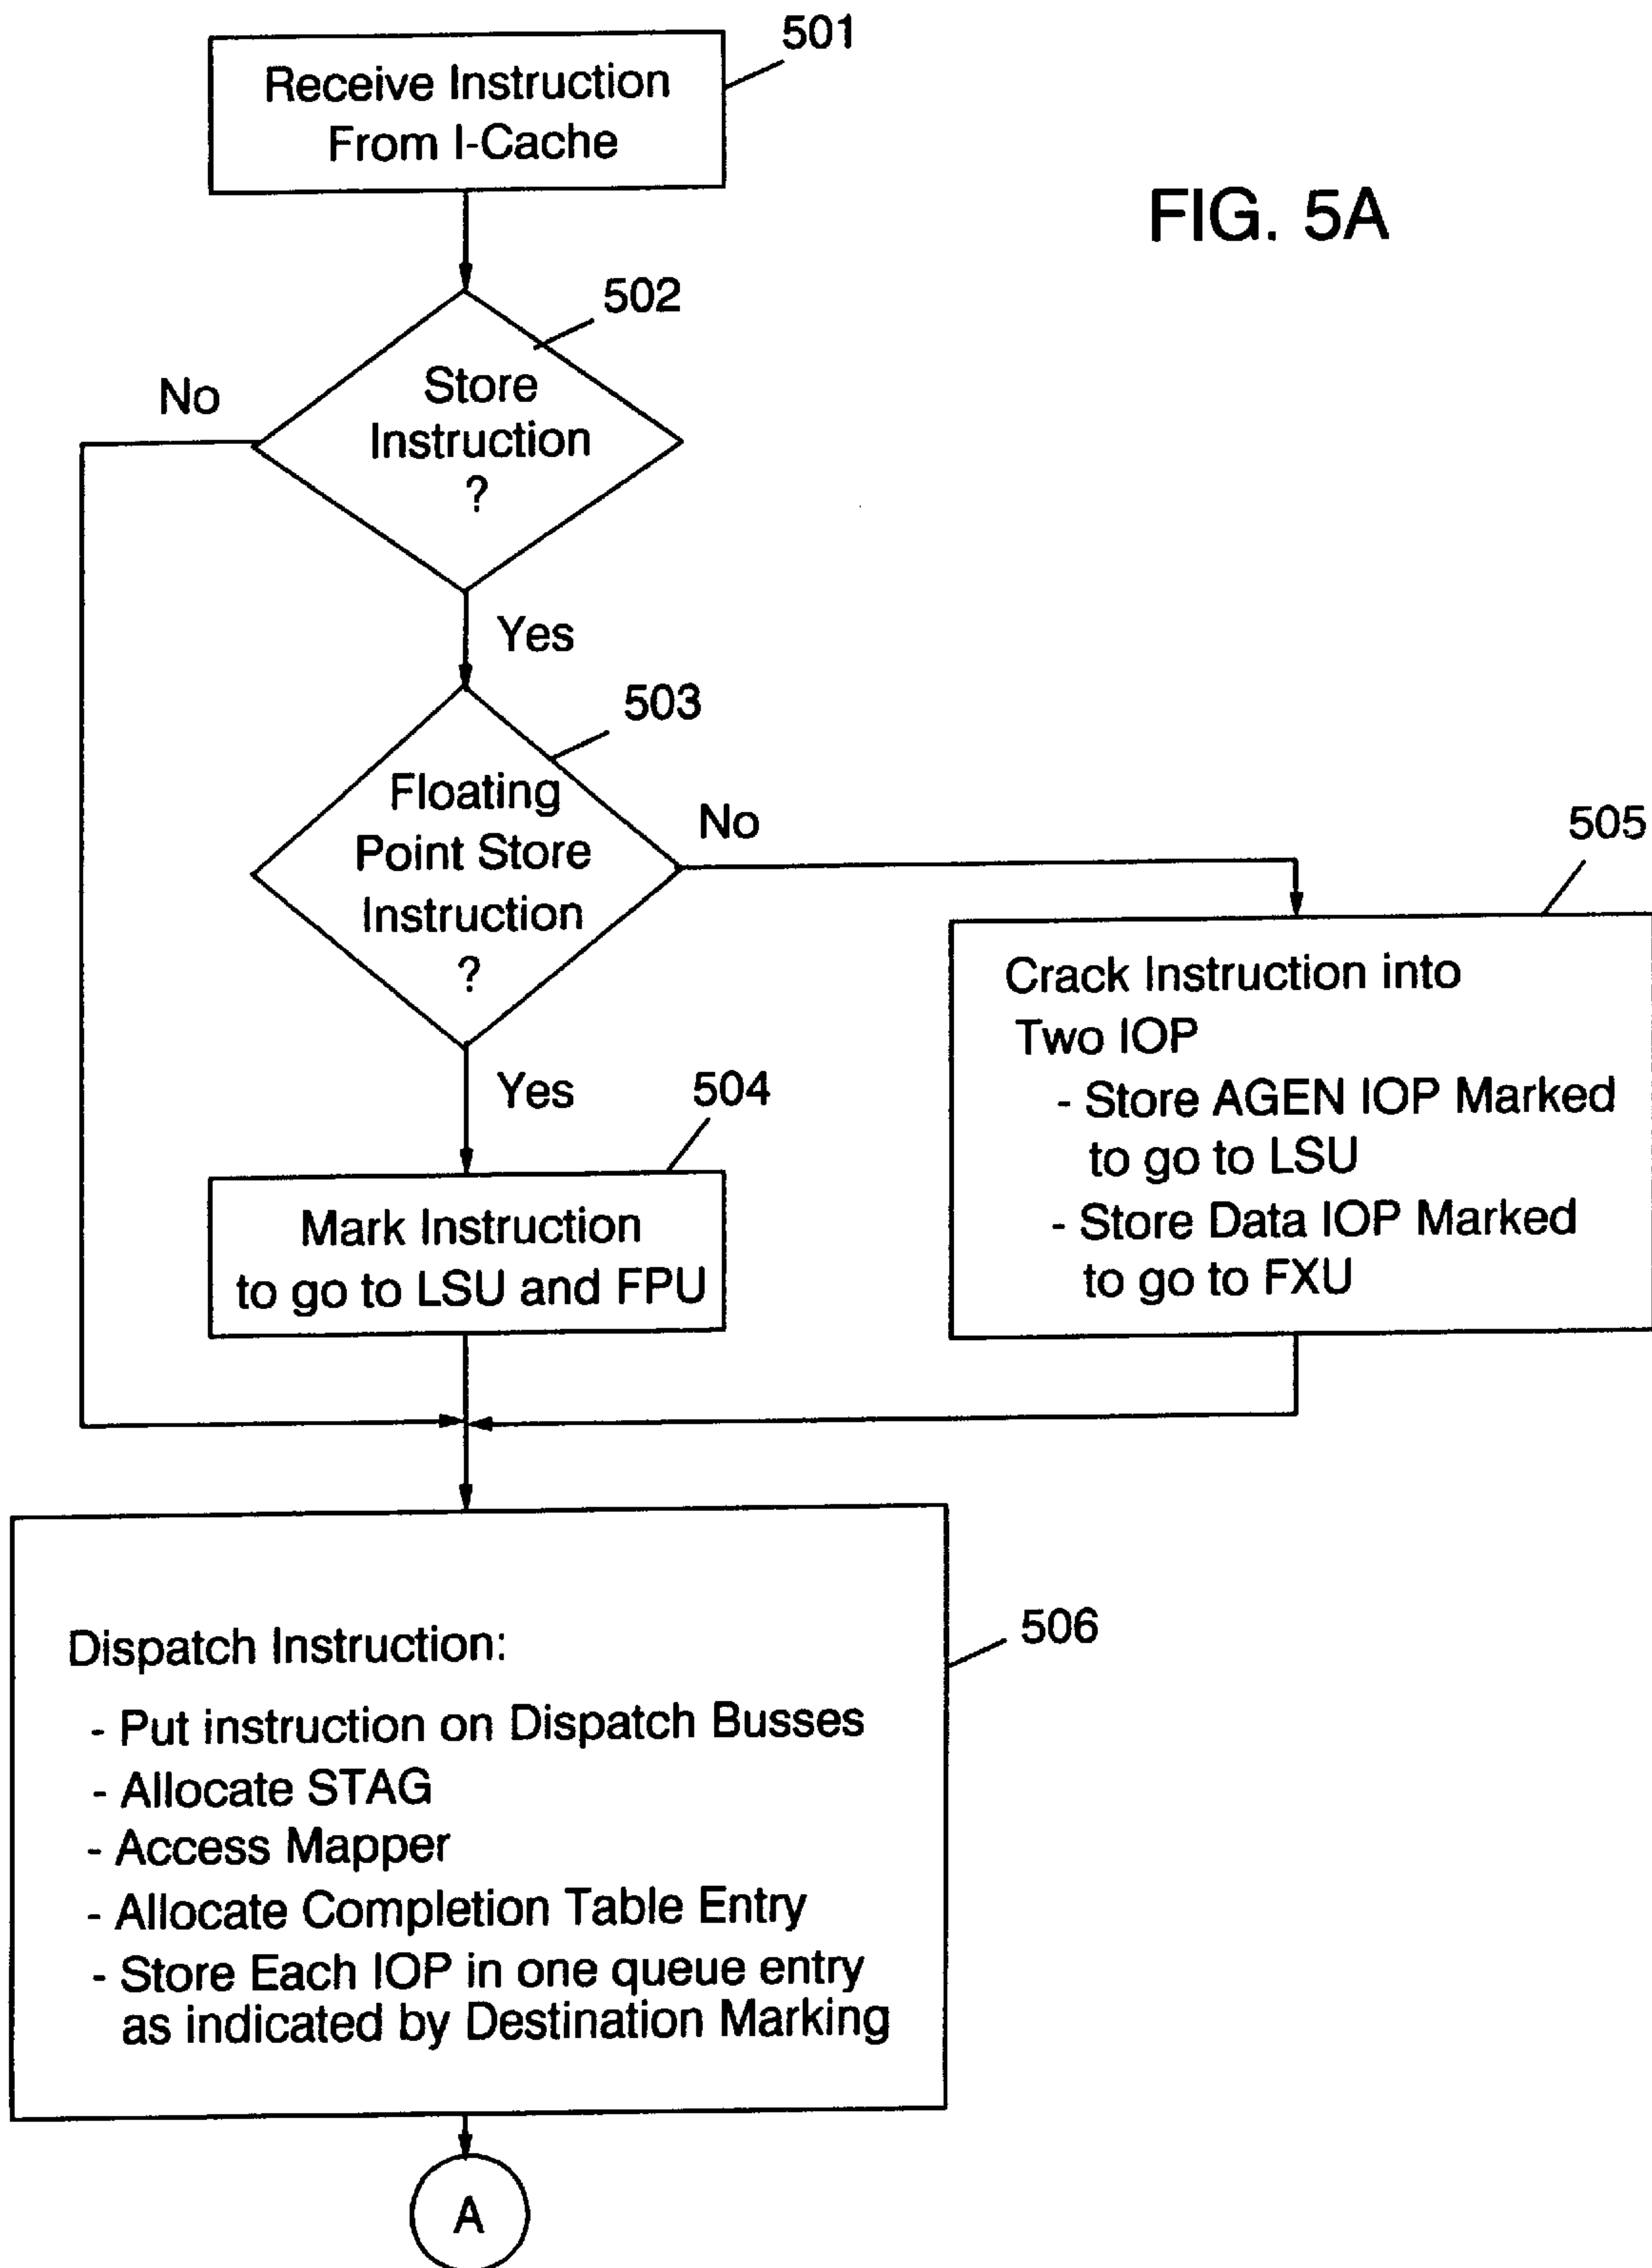 501
Receive Instruction
From I-Cache
FIG. 5A
502
No
Store
Instruction
?
Yes
503
Floating
Point Store
Instruction
?
No
505
Crack Instruction into
Two IOP
- Store AGEN IOP Marked
to go to LSU
- Store Data IOP Marked
to go to FXU
Yes
504
Mark Instruction
to go to LSU and FPU
506
Dispatch Instruction:
- Put instruction on Dispatch Busses
- Allocate STAG
- Access Mapper
- Allocate Completion Table Entry
- Store Each IOP in one queue entry
as indicated by Destination Marking
A